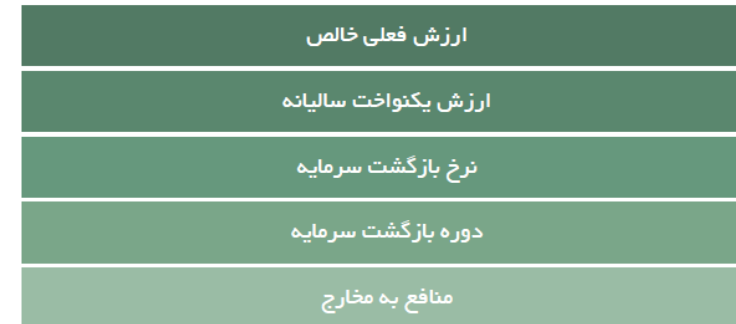 ارزش فعلی خالص
ارزش یکنواخت سالیانه
نرخ بازگشت سرمایه
دوره بازگشت سرمایه
منافع به مخارج